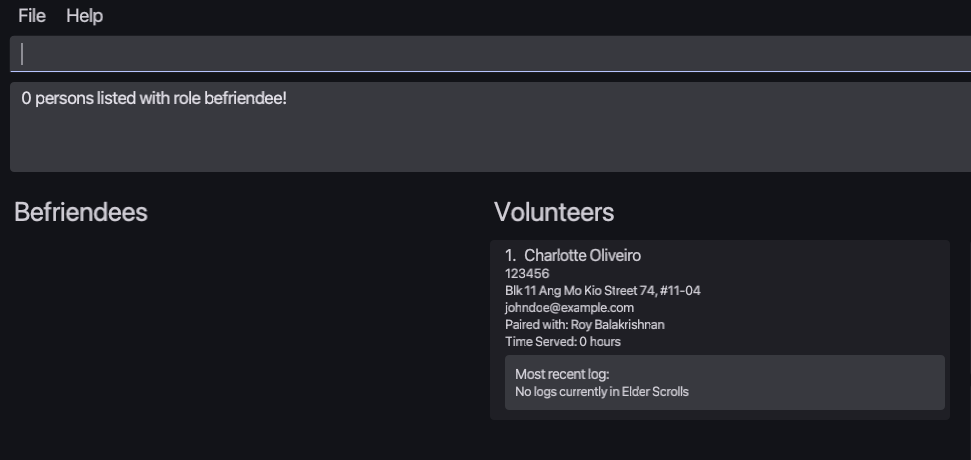 File Help
0 persons listed with role befriendee!
Befriendees
Volunteers
1. Charlotte Oliveiro
123456
Blk 11 Ang Mo Kio Street 74, #11-04
johndoe@example.com
Paired with: Roy Balakrishnan
Time Served: 0 hours
Most recent log:
No logs currently in Elder Scrolls